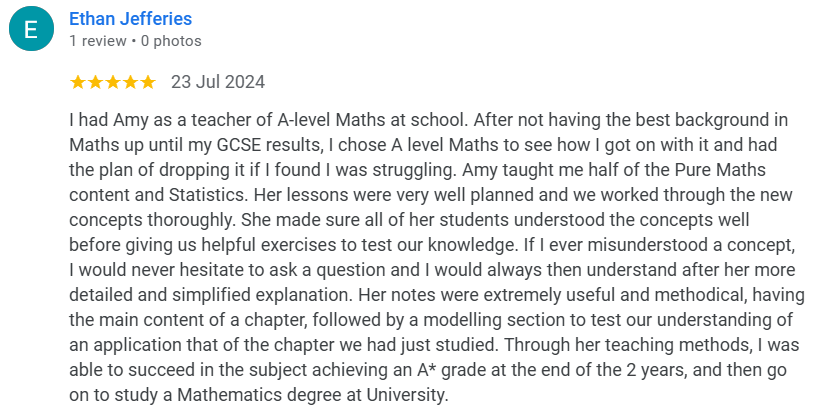 E
Ethan Jefferies
1 review • 0 photos
★★★★★ 23 Jul 2024
I had Amy as a teacher of A-level Maths at school. After not having the best background in
Maths up until my GCSE results, I chose A level Maths to see how I got on with it and had
the plan of dropping it if I found I was struggling. Amy taught me half of the Pure Maths
content and Statistics. Her lessons were very well planned and we worked through the new
concepts thoroughly. She made sure all of her students understood the concepts well
before giving us helpful exercises to test our knowledge. If I ever misunderstood a concept,
I would never hesitate to ask a question and I would always then understand after her more
detailed and simplified explanation. Her notes were extremely useful and methodical, having
the main content of a chapter, followed by a modelling section to test our understanding of
an application that of the chapter we had just studied. Through her teaching methods, I was
able to succeed in the subject achieving an A* grade at the end of the 2 years, and then go
on to study a Mathematics degree at University.